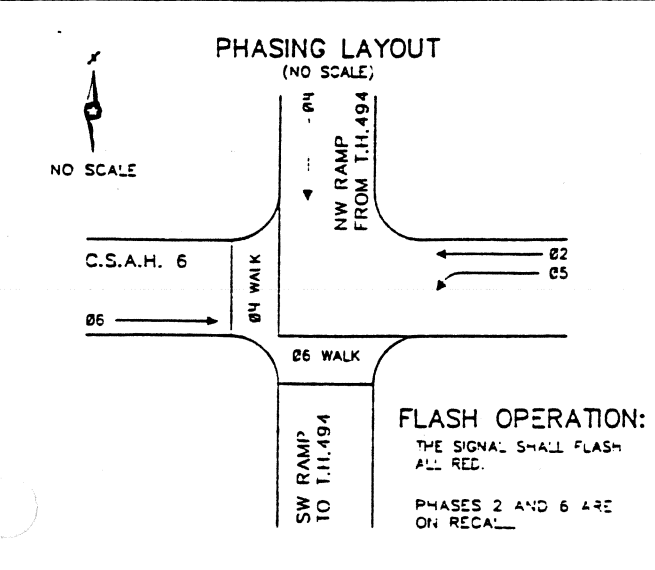 PHASING LAYOUT
(NO SCALE)
NO SCALE
Ø4
NW RAMP
FROM T.H.494
C.S.A.H. 6
Ø2
Ø5
Ø4 WALK
Ø6
Ø6 WALK
SW RAMP
TO T.H.494
FLASH OPERATION:
THE SIGNAL SHALL FLASH
ALL RED.
PHASES 2 AND 6 ARE
ON RECALL